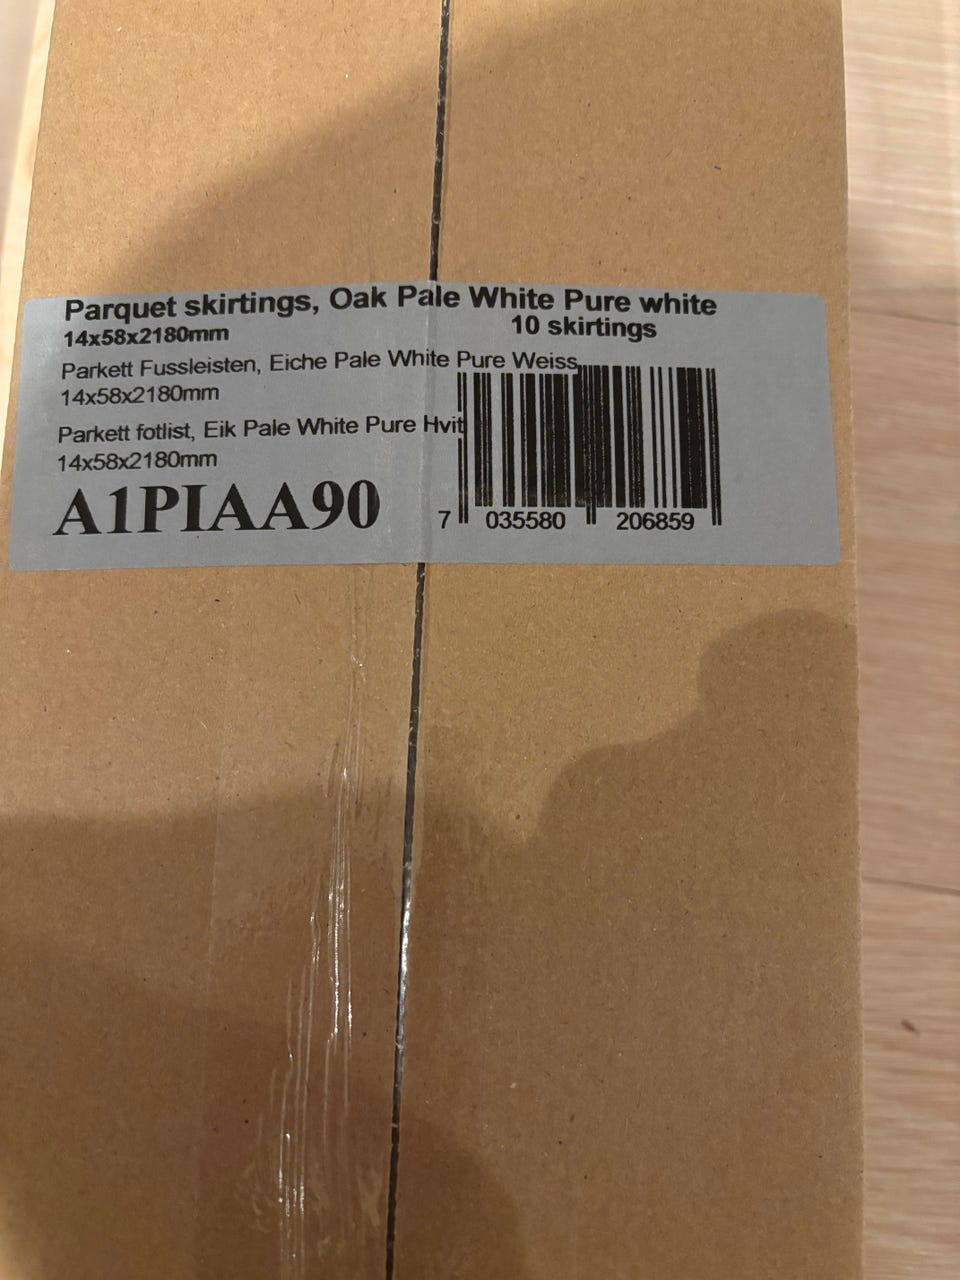 Parquet skirtings, Oak Pale White Pure white
14x58x2180mm 10 skirtings
Parkett Fussleisten, Eiche Pale White Pure Weiss
14x58x2180mm
Parkett fotlist, Eik Pale White Pure Hvit
14x58x2180mm
A1PIAA90
7 035580 206859